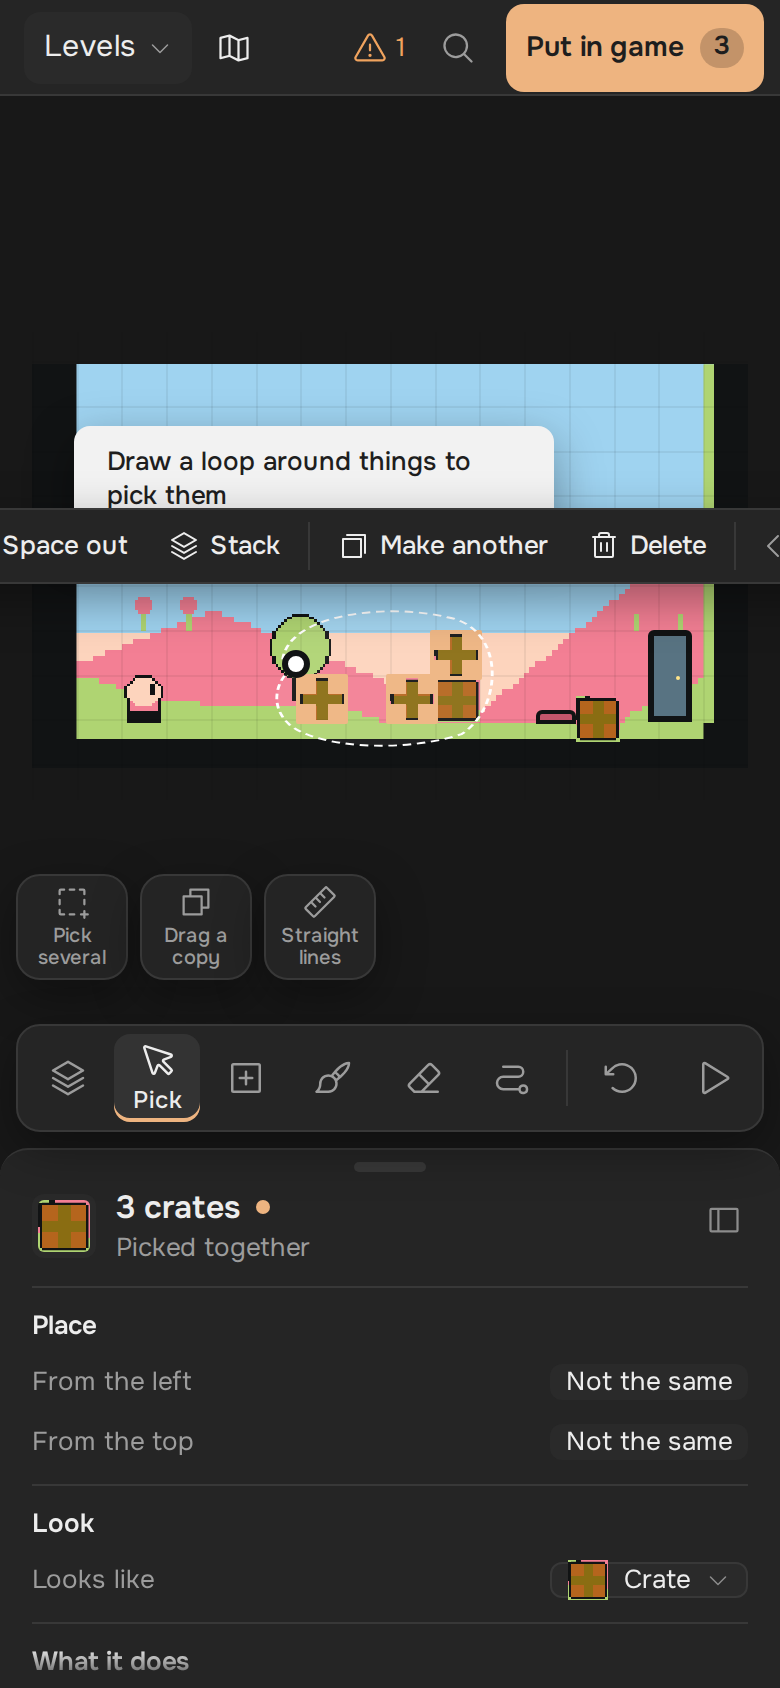 Levels
1
Put in game 3
Draw a loop around things to
pick them
Space out Stack Make another Delete
Pick
several
Drag a
copy
Straight
lines
Pick
3 crates
Picked together
Place
From the left Not the same
From the top Not the same
Look
Looks like Crate
What it does